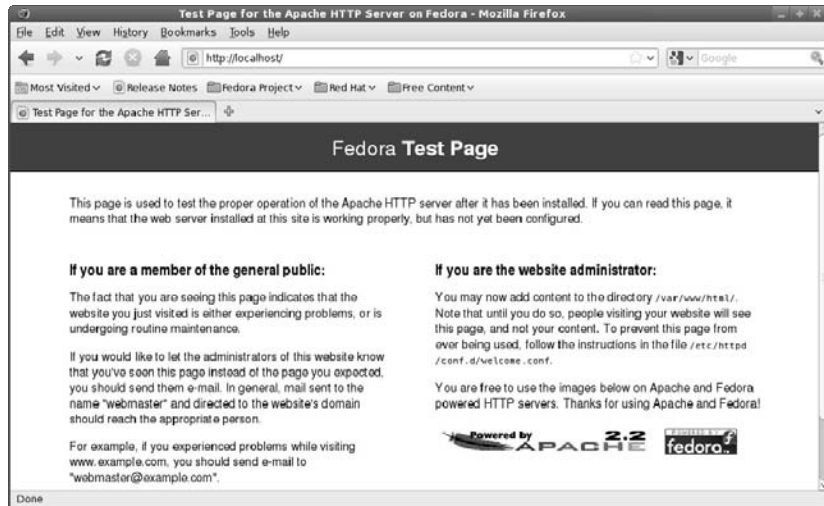 Test Page for the Apache HTTP Server on Fedora - Mozilla Firefox
File Edit View History Bookmarks Tools Help
http://localhost/
Google
Most Visited Release Notes Fedora Project Red Hat Free Content
Test Page for the Apache HTTP Ser...
Fedora Test Page
This page is used to test the proper operation of the Apache HTTP server after it has been installed. If you can read this page, it
means that the web server installed at this site is working properly, but has not yet been configured.
If you are a member of the general public:
The fact that you are seeing this page indicates that the
website you just visited is either experiencing problems, or is
undergoing routine maintenance.
If you would like to let the administrators of this website know
that you've seen this page instead of the page you expected,
you should send them e-mail. In general, mail sent to the
name "webmaster" and directed to the website's domain
should reach the appropriate person.
For example, if you experienced problems while visiting
www.example.com, you should send e-mail to
"webmaster@example.com".
If you are the website administrator:
You may now add content to the directory /var/www/html/.
Note that until you do so, people visiting your website will see
this page, and not your content. To prevent this page from
ever being used, follow the instructions in the file /etc/httpd
/conf.d/welcome.conf.
You are free to use the images below on Apache and Fedora
powered HTTP servers. Thanks for using Apache and Fedora!
Powered by APACHE 2.2
POWERED BY
fedora
Done